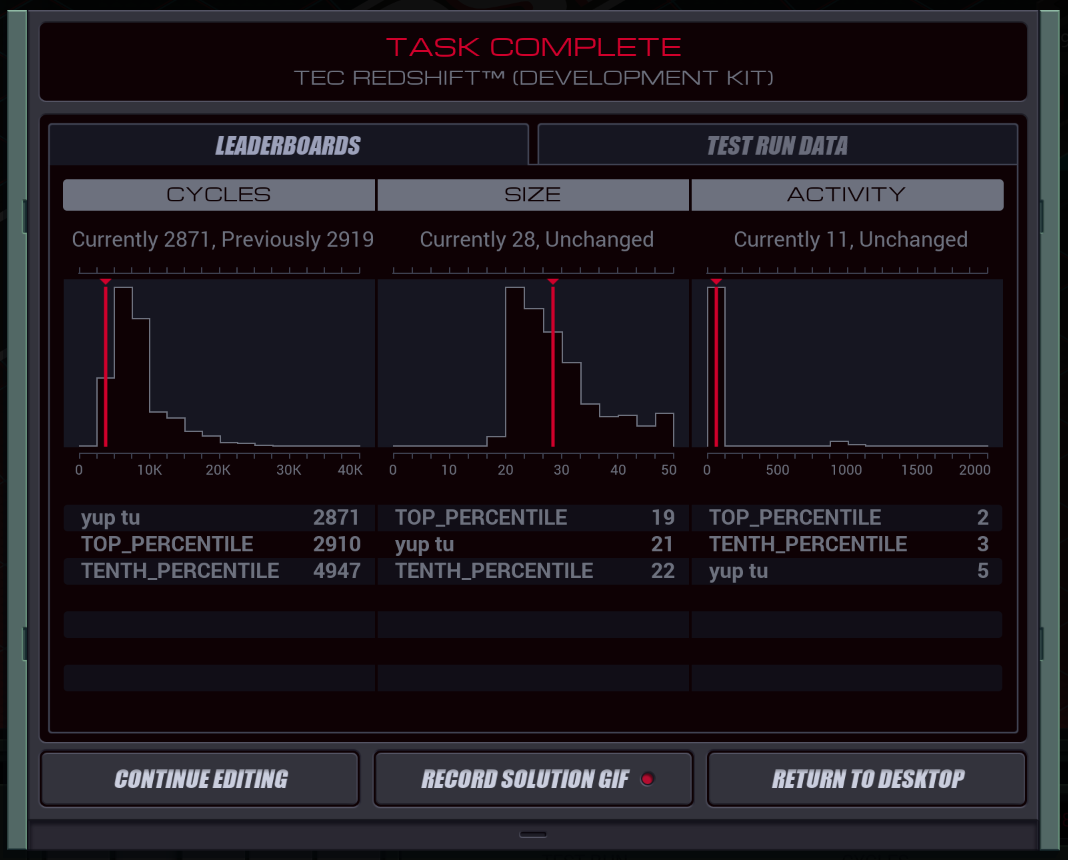 TASK COMPLETE
TEC REDSHIFT™ (DEVELOPMENT KIT)
LEADERBOARDS
TEST RUN DATA
CYCLES
SIZE
ACTIVITY
Currently 2871, Previously 2919
Currently 28, Unchanged
Currently 11, Unchanged
0 10K 20K 30K 40K
0 10 20 30 40 50
0 500 1000 1500 2000
yup tu 2871
TOP_PERCENTILE 2910
TENTH_PERCENTILE 4947
TOP_PERCENTILE 19
yup tu 21
TENTH_PERCENTILE 22
TOP_PERCENTILE 2
TENTH_PERCENTILE 3
yup tu 5
CONTINUE EDITING
RECORD SOLUTION GIF
RETURN TO DESKTOP